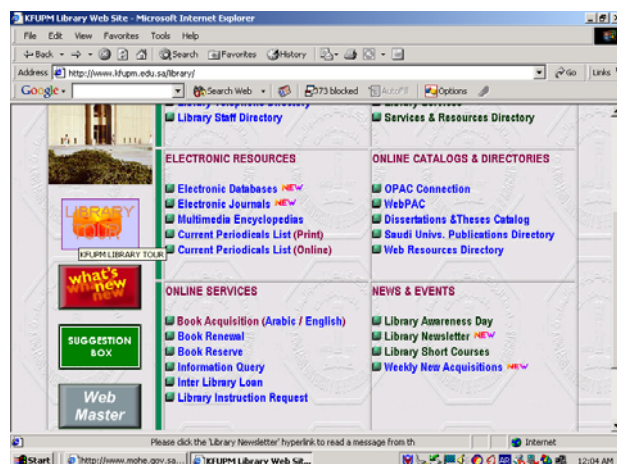 KFUPM Library Web Site - Microsoft Internet Explorer
File Edit View Favorites Tools Help
Back Search Favorites History
Address http://www.kfupm.edu.sa/library/ Go Links
Google Search Web 73 blocked AutoFill Options
Library Telephone Directory
Library Services
Library Staff Directory
Services & Resources Directory
ELECTRONIC RESOURCES
Electronic Databases NEW
Electronic Journals NEW
Multimedia Encyclopedias
Current Periodicals List (Print)
Current Periodicals List (Online)
ONLINE CATALOGS & DIRECTORIES
OPAC Connection
WebPAC
Dissertations &Theses Catalog
Saudi Univs. Publications Directory
Web Resources Directory
LIBRARY
TOUR
KFUPM LIBRARY TOUR
what's
new
new
SUGGESTION
BOX
Web
Master
ONLINE SERVICES
Book Acquisition (Arabic / English)
Book Renewal
Book Reserve
Information Query
Inter Library Loan
Library Instruction Request
NEWS & EVENTS
Library Awareness Day
Library Newsletter NEW
Library Short Courses
Weekly New Acquisitions NEW
Please click the 'Library Newsletter' hyperlink to read a message from th
Internet
Start http://www.mohe.gov.sa... KFUPM Library Web Sit... 12:04 AM